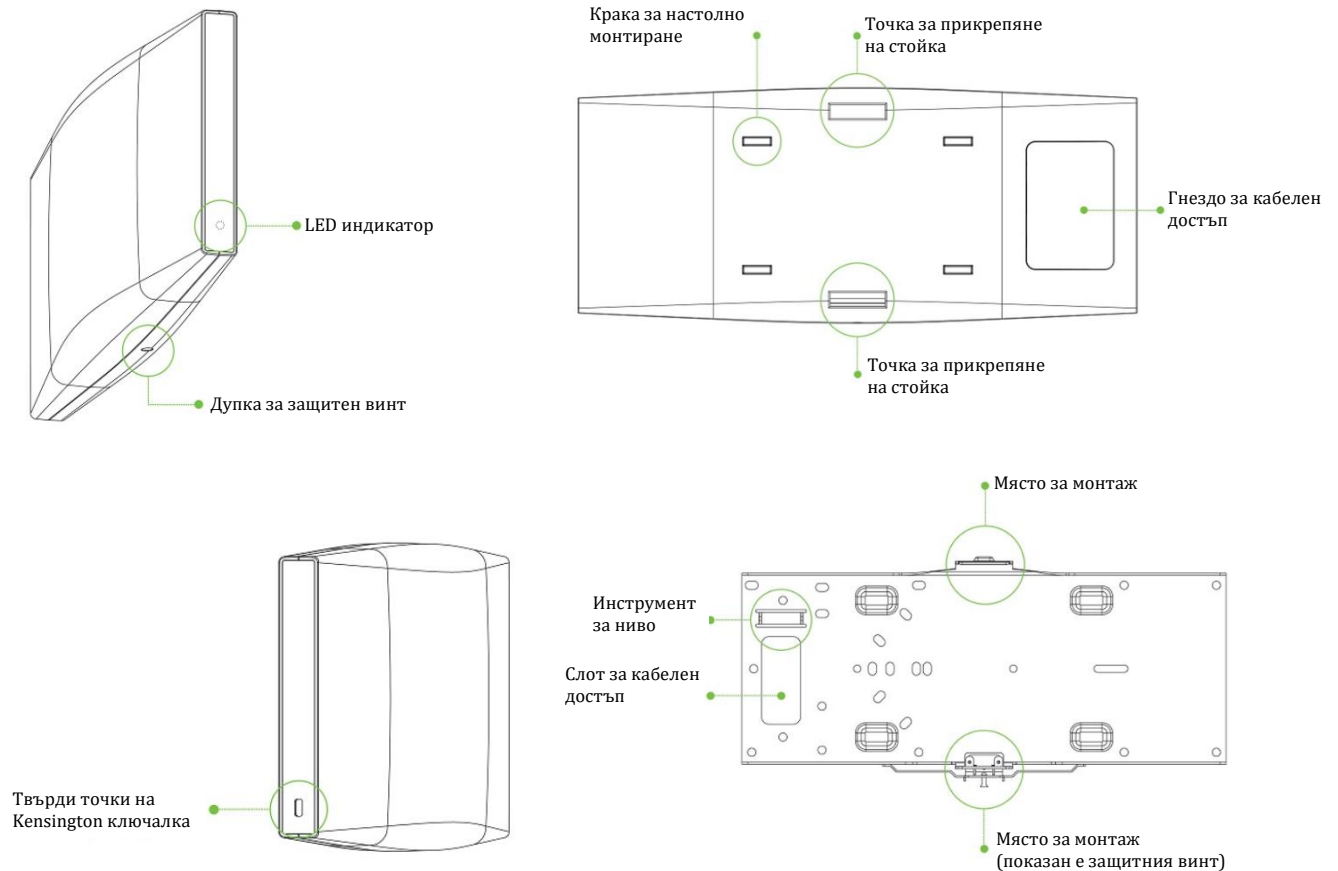 Крака за настолно
монтиране
Точка за прикрепяне
на стойка
LED индикатор
Гнездо за кабелен
достъп
Дупка за защитен винт
Точка за прикрепяне
на стойка
Място за монтаж
Инструмент
за ниво
Слот за кабелен
достъп
Твърди точки на
Kensington ключалка
Място за монтаж
(показан е защитния винт)